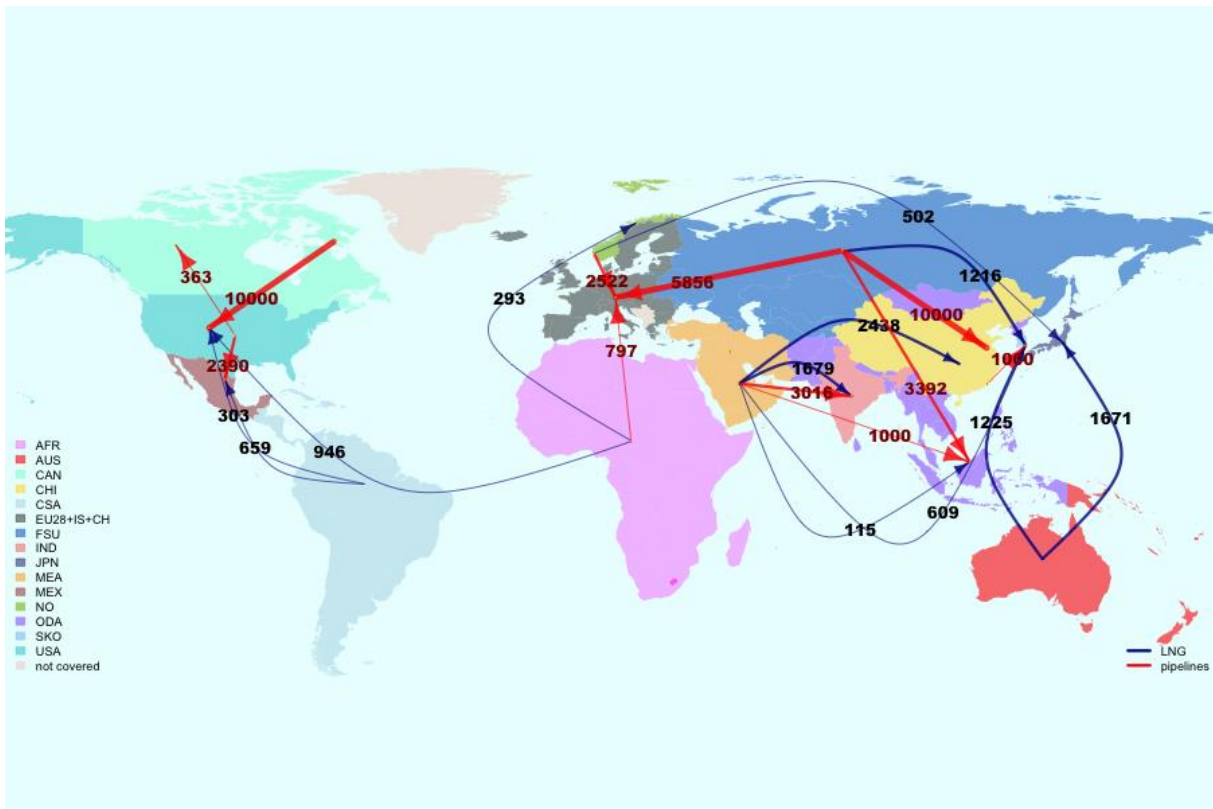 502
363
2522
5856
1216
10000
293
10000
2438
797
1000
2390
1679
3016
3392
303
1225
1671
1000
659
946
609
115
AFR
AUS
CAN
CHI
CSA
EU28+IS+CH
FSU
IND
JPN
MEA
MEX
NO
ODA
SKO
USA
not covered
LNG
pipelines